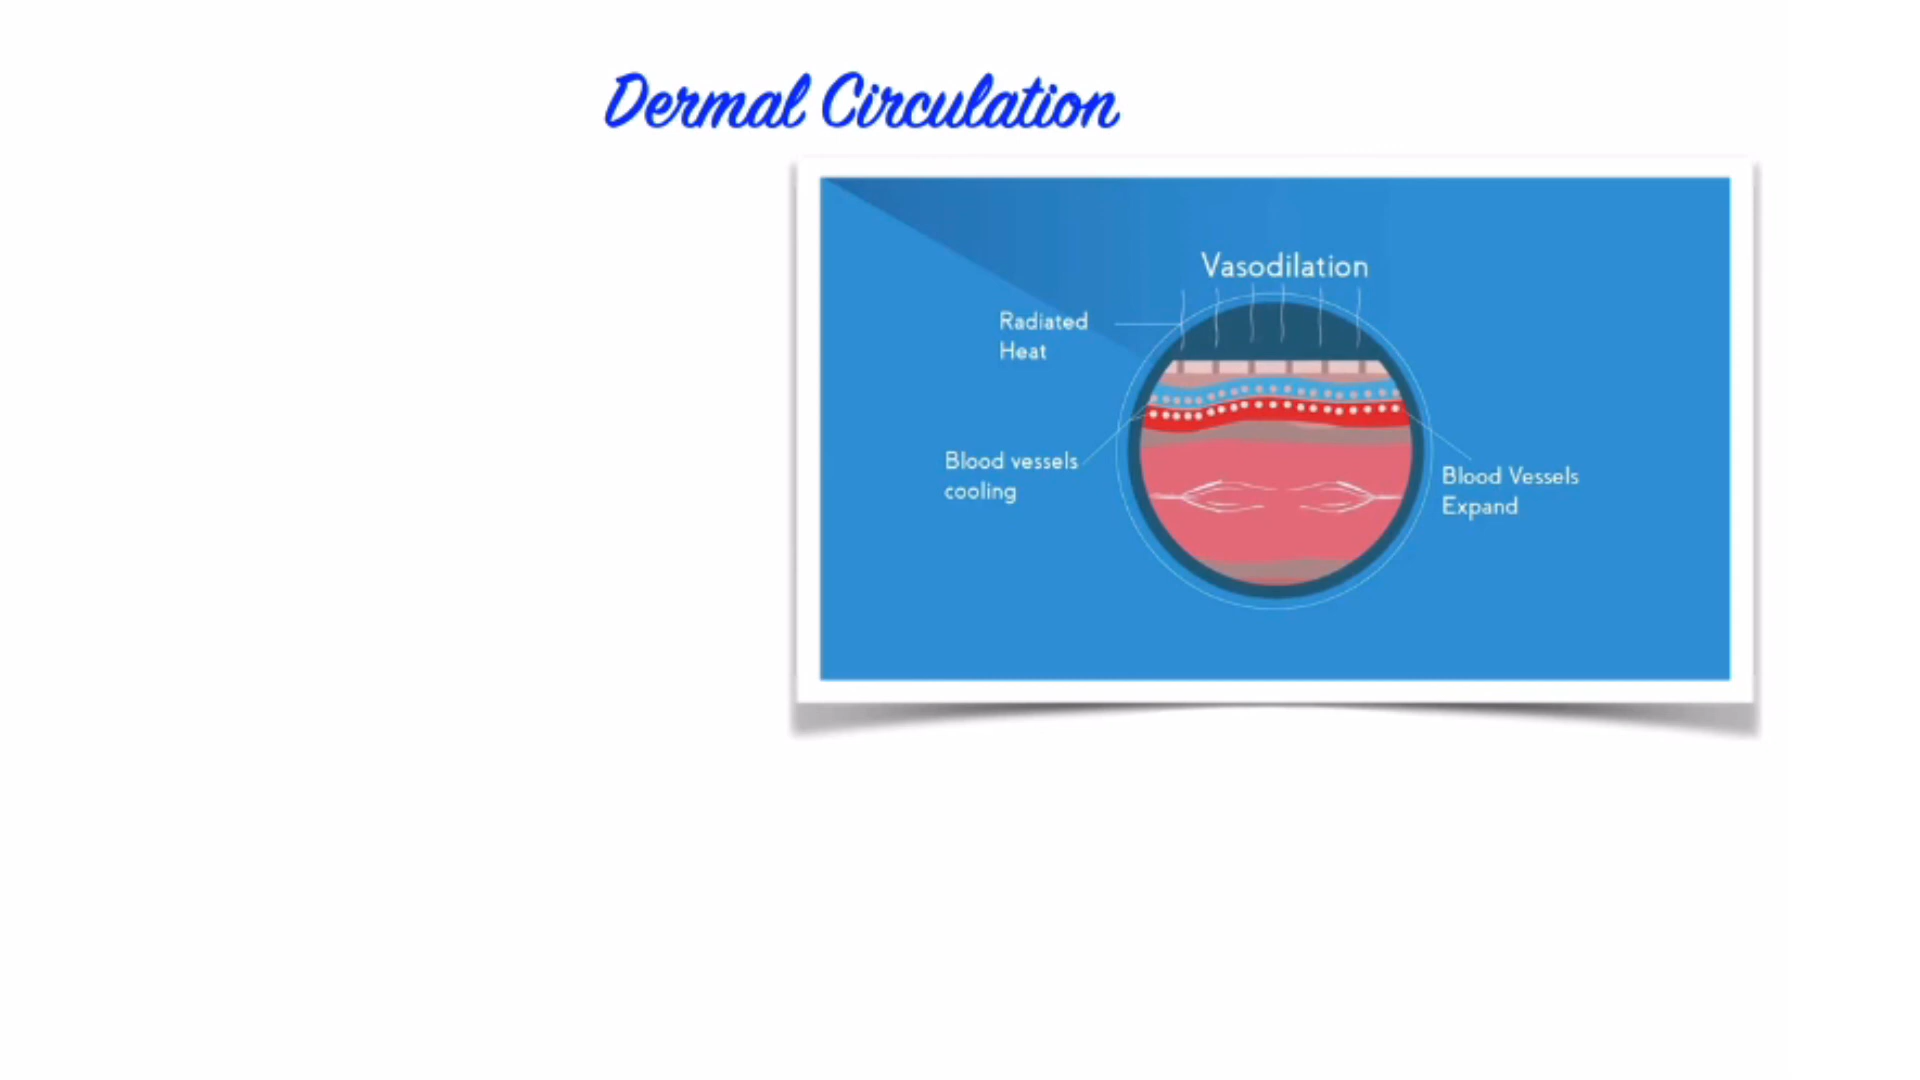 Dermal Circulation
Vasodilation
Radiated
Heat
Blood vessels
cooling
Blood Vessels
Expand